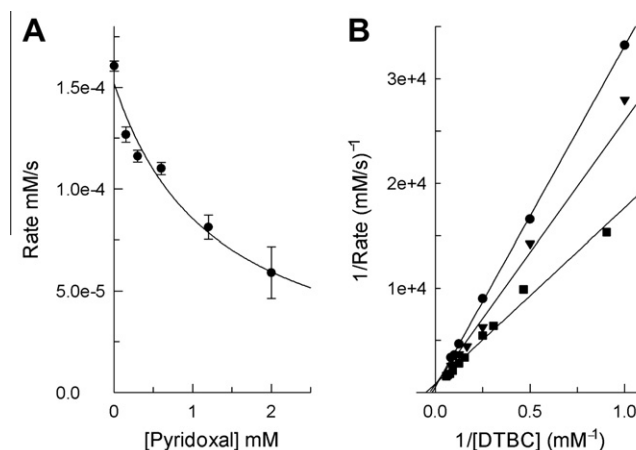 A
B
Rate mM/s
1.5e-4
1.0e-4
5.0e-5
0.0
0
1
2
[Pyridoxal] mM
1/Rate (mM/s)⁻¹
3e+4
2e+4
1e+4
0.0
0.5
1.0
1/[DTBC] (mM⁻¹)